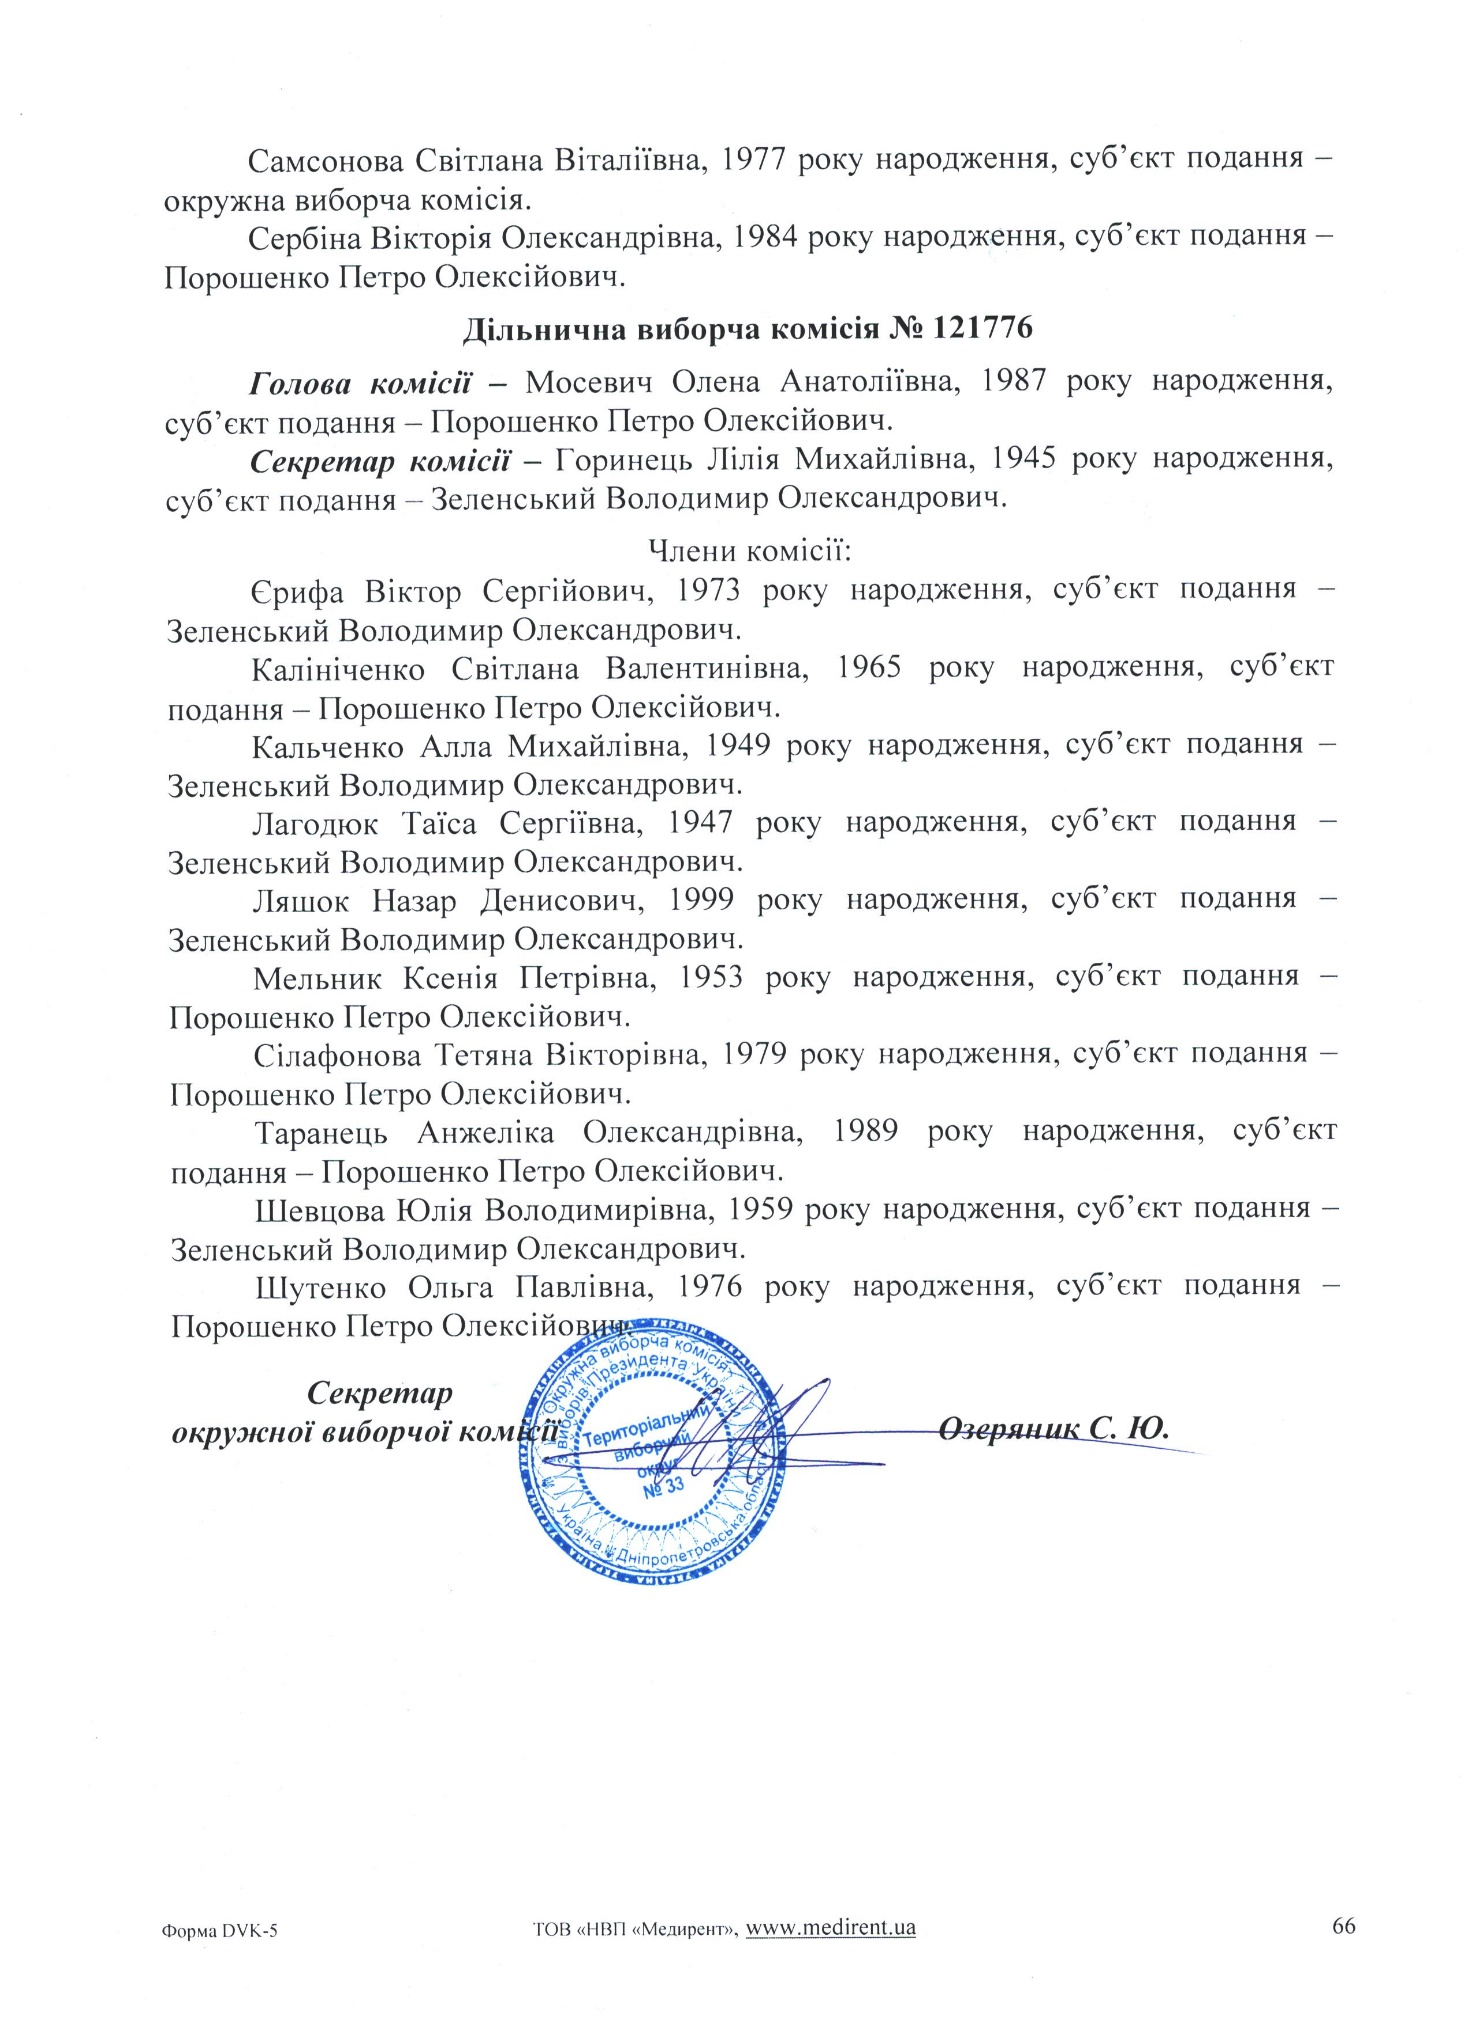 Самсонова Світлана Віталіївна, 1977 року народження, суб’єкт подання –
окружна виборча комісія.
Сербіна Вікторія Олександрівна, 1984 року народження, суб’єкт подання –
Порошенко Петро Олексійович.
Дільнична виборча комісія № 121776
Голова комісії – Мосевич Олена Анатоліївна, 1987 року народження,
суб’єкт подання – Порошенко Петро Олексійович.
Секретар комісії – Горинець Лілія Михайлівна, 1945 року народження,
суб’єкт подання – Зеленський Володимир Олександрович.
Члени комісії:
Єрифа Віктор Сергійович, 1973 року народження, суб’єкт подання –
Зеленський Володимир Олександрович.
Калініченко Світлана Валентинівна, 1965 року народження, суб’єкт
подання – Порошенко Петро Олексійович.
Кальченко Алла Михайлівна, 1949 року народження, суб’єкт подання –
Зеленський Володимир Олександрович.
Лагодюк Таїса Сергіївна, 1947 року народження, суб’єкт подання –
Зеленський Володимир Олександрович.
Ляшок Назар Денисович, 1999 року народження, суб’єкт подання –
Зеленський Володимир Олександрович.
Мельник Ксенія Петрівна, 1953 року народження, суб’єкт подання –
Порошенко Петро Олексійович.
Сілафонова Тетяна Вікторівна, 1979 року народження, суб’єкт подання –
Порошенко Петро Олексійович.
Таранець Анжеліка Олександрівна, 1989 року народження, суб’єкт
подання – Порошенко Петро Олексійович.
Шевцова Юлія Володимирівна, 1959 року народження, суб’єкт подання –
Зеленський Володимир Олександрович.
Шутенко Ольга Павлівна, 1976 року народження, суб’єкт подання –
Порошенко Петро Олексійович.
Секретар
окружної виборчої комісії
Озеряник С. Ю.
Окружна виборча комісія
з виборів Президента України
Територіальний
виборчий
округ
№ 33
Україна Дніпропетровська область
Форма DVK-5
ТОВ «НВП «Медирент», www.medirent.ua
66